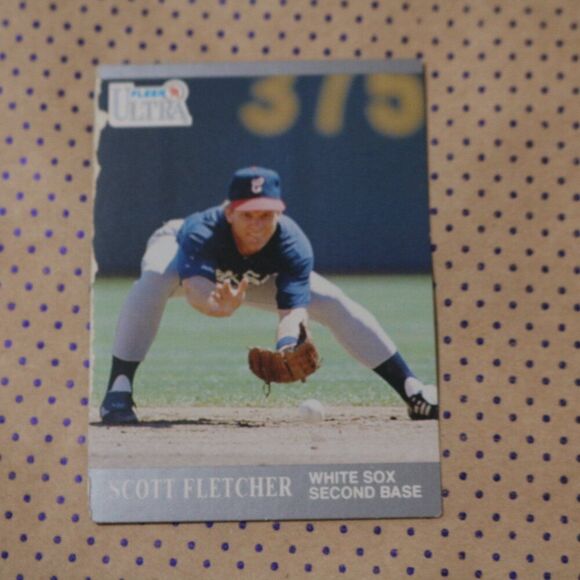 FLEER
ULTRA
375
SCOTT FLETCHER
WHITE SOX
SECOND BASE